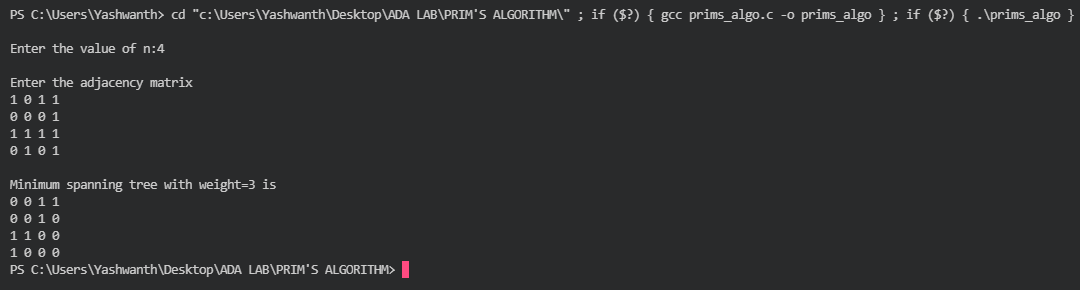 PS C:\Users\Yashwanth> cd "c:\Users\Yashwanth\Desktop\ADA LAB\PRIM'S ALGORITHM\" ; if ($?) { gcc prims_algo.c -o prims_algo } ; if ($?) { .\prims_algo }
Enter the value of n:4
Enter the adjacency matrix
1 0 1 1
0 0 0 1
1 1 1 1
0 1 0 1
Minimum spanning tree with weight=3 is
0 0 1 1
0 0 1 0
1 1 0 0
1 0 0 0
PS C:\Users\Yashwanth\Desktop\ADA LAB\PRIM'S ALGORITHM>